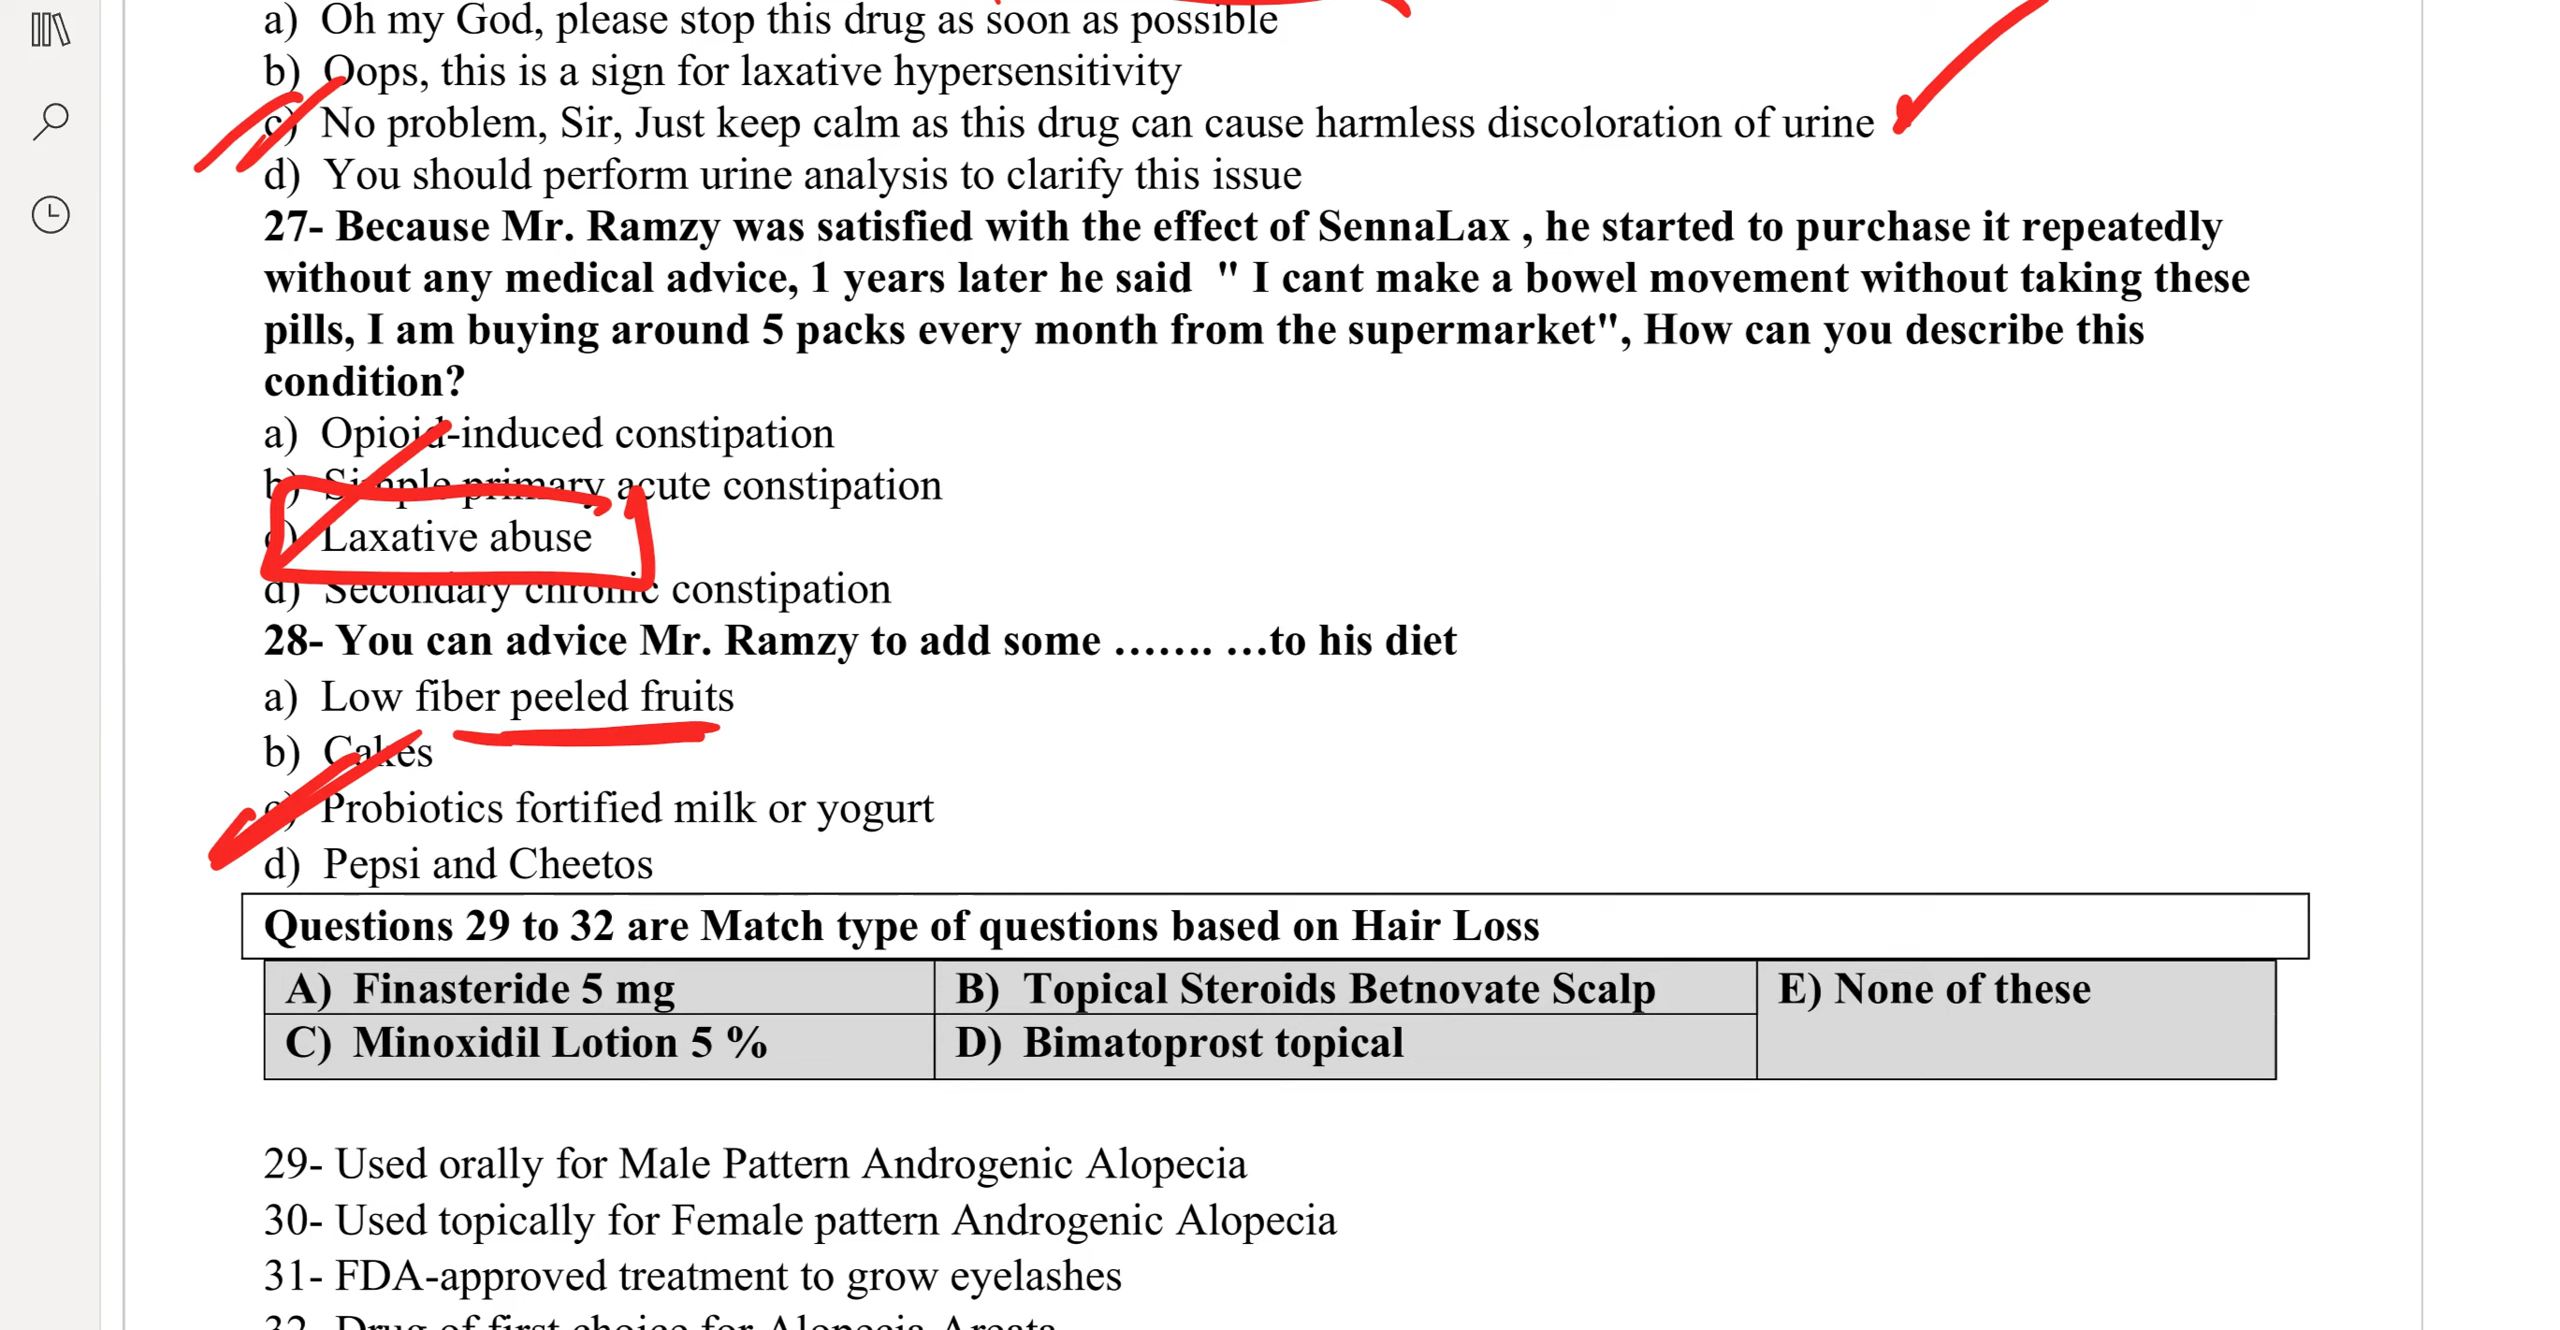 a) Oh my God, please stop this drug as soon as possible
b) Oops, this is a sign for laxative hypersensitivity
c) No problem, Sir, Just keep calm as this drug can cause harmless discoloration of urine
d) You should perform urine analysis to clarify this issue
27- Because Mr. Ramzy was satisfied with the effect of SennaLax , he started to purchase it repeatedly
without any medical advice, 1 years later he said " I cant make a bowel movement without taking these
pills, I am buying around 5 packs every month from the supermarket", How can you describe this
condition?
a) Opioid-induced constipation
b) Simple primary acute constipation
c) Laxative abuse
d) Secondary chronic constipation
28- You can advice Mr. Ramzy to add some ……. …to his diet
a) Low fiber peeled fruits
b) Cakes
c) Probiotics fortified milk or yogurt
d) Pepsi and Cheetos
Questions 29 to 32 are Match type of questions based on Hair Loss
A) Finasteride 5 mg
B) Topical Steroids Betnovate Scalp
E) None of these
C) Minoxidil Lotion 5 %
D) Bimatoprost topical
29- Used orally for Male Pattern Androgenic Alopecia
30- Used topically for Female pattern Androgenic Alopecia
31- FDA-approved treatment to grow eyelashes
32- Drug of first choice for Alopecia Areata